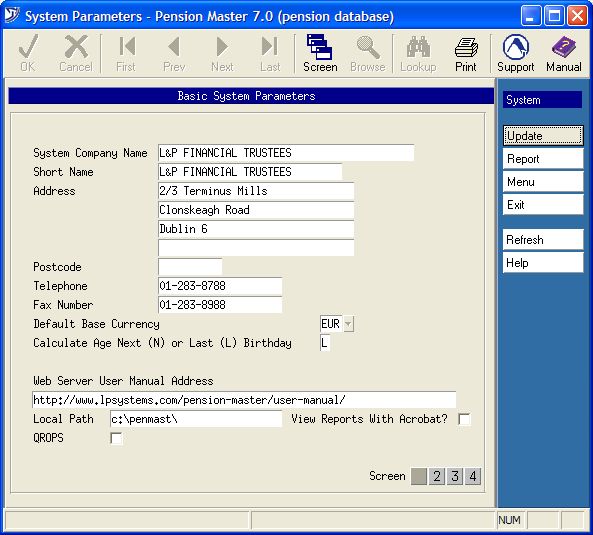 System Parameters - Pension Master 7.0 (pension database)
OK Cancel First Prev Next Last Screen Browse Lookup Print Support Manual
Basic System Parameters
System
System Company Name L&P FINANCIAL TRUSTEES
Short Name L&P FINANCIAL TRUSTEES
Address 2/3 Terminus Mills
Clonskeagh Road
Dublin 6
Postcode
Telephone 01-283-8788
Fax Number 01-283-8988
Default Base Currency EUR
Calculate Age Next (N) or Last (L) Birthday L
Web Server User Manual Address
http://www.lpsystems.com/pension-master/user-manual/
Local Path c:\penmast\ View Reports With Acrobat?
QROPS
Screen 2 3 4
Update
Report
Menu
Exit
Refresh
Help
NUM